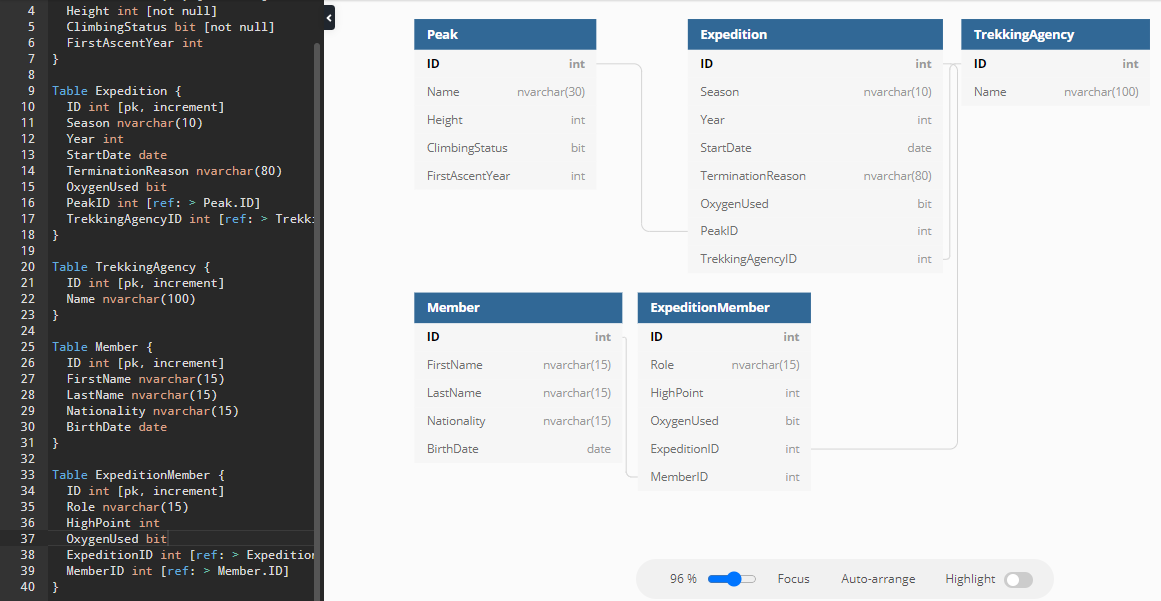 4 Height int [not null]
5 ClimbingStatus bit [not null]
6 FirstAscentYear int
7 }
8
9 Table Expedition {
10 ID int [pk, increment]
11 Season nvarchar(10)
12 Year int
13 StartDate date
14 TerminationReason nvarchar(80)
15 OxygenUsed bit
16 PeakID int [ref: > Peak.ID]
17 TrekkingAgencyID int [ref: > Trekk
18 }
19
20 Table TrekkingAgency {
21 ID int [pk, increment]
22 Name nvarchar(100)
23 }
24
25 Table Member {
26 ID int [pk, increment]
27 FirstName nvarchar(15)
28 LastName nvarchar(15)
29 Nationality nvarchar(15)
30 BirthDate date
31 }
32
33 Table ExpeditionMember {
34 ID int [pk, increment]
35 Role nvarchar(15)
36 HighPoint int
37 OxygenUsed bit
38 ExpeditionID int [ref: > Expedition
39 MemberID int [ref: > Member.ID]
40 }
Peak
ID int
Name nvarchar(30)
Height int
ClimbingStatus bit
FirstAscentYear int
Expedition
ID int
Season nvarchar(10)
Year int
StartDate date
TerminationReason nvarchar(80)
OxygenUsed bit
PeakID int
TrekkingAgencyID int
TrekkingAgency
ID int
Name nvarchar(100)
Member
ID int
FirstName nvarchar(15)
LastName nvarchar(15)
Nationality nvarchar(15)
BirthDate date
ExpeditionMember
ID int
Role nvarchar(15)
HighPoint int
OxygenUsed bit
ExpeditionID int
MemberID int
96 % Focus Auto-arrange Highlight